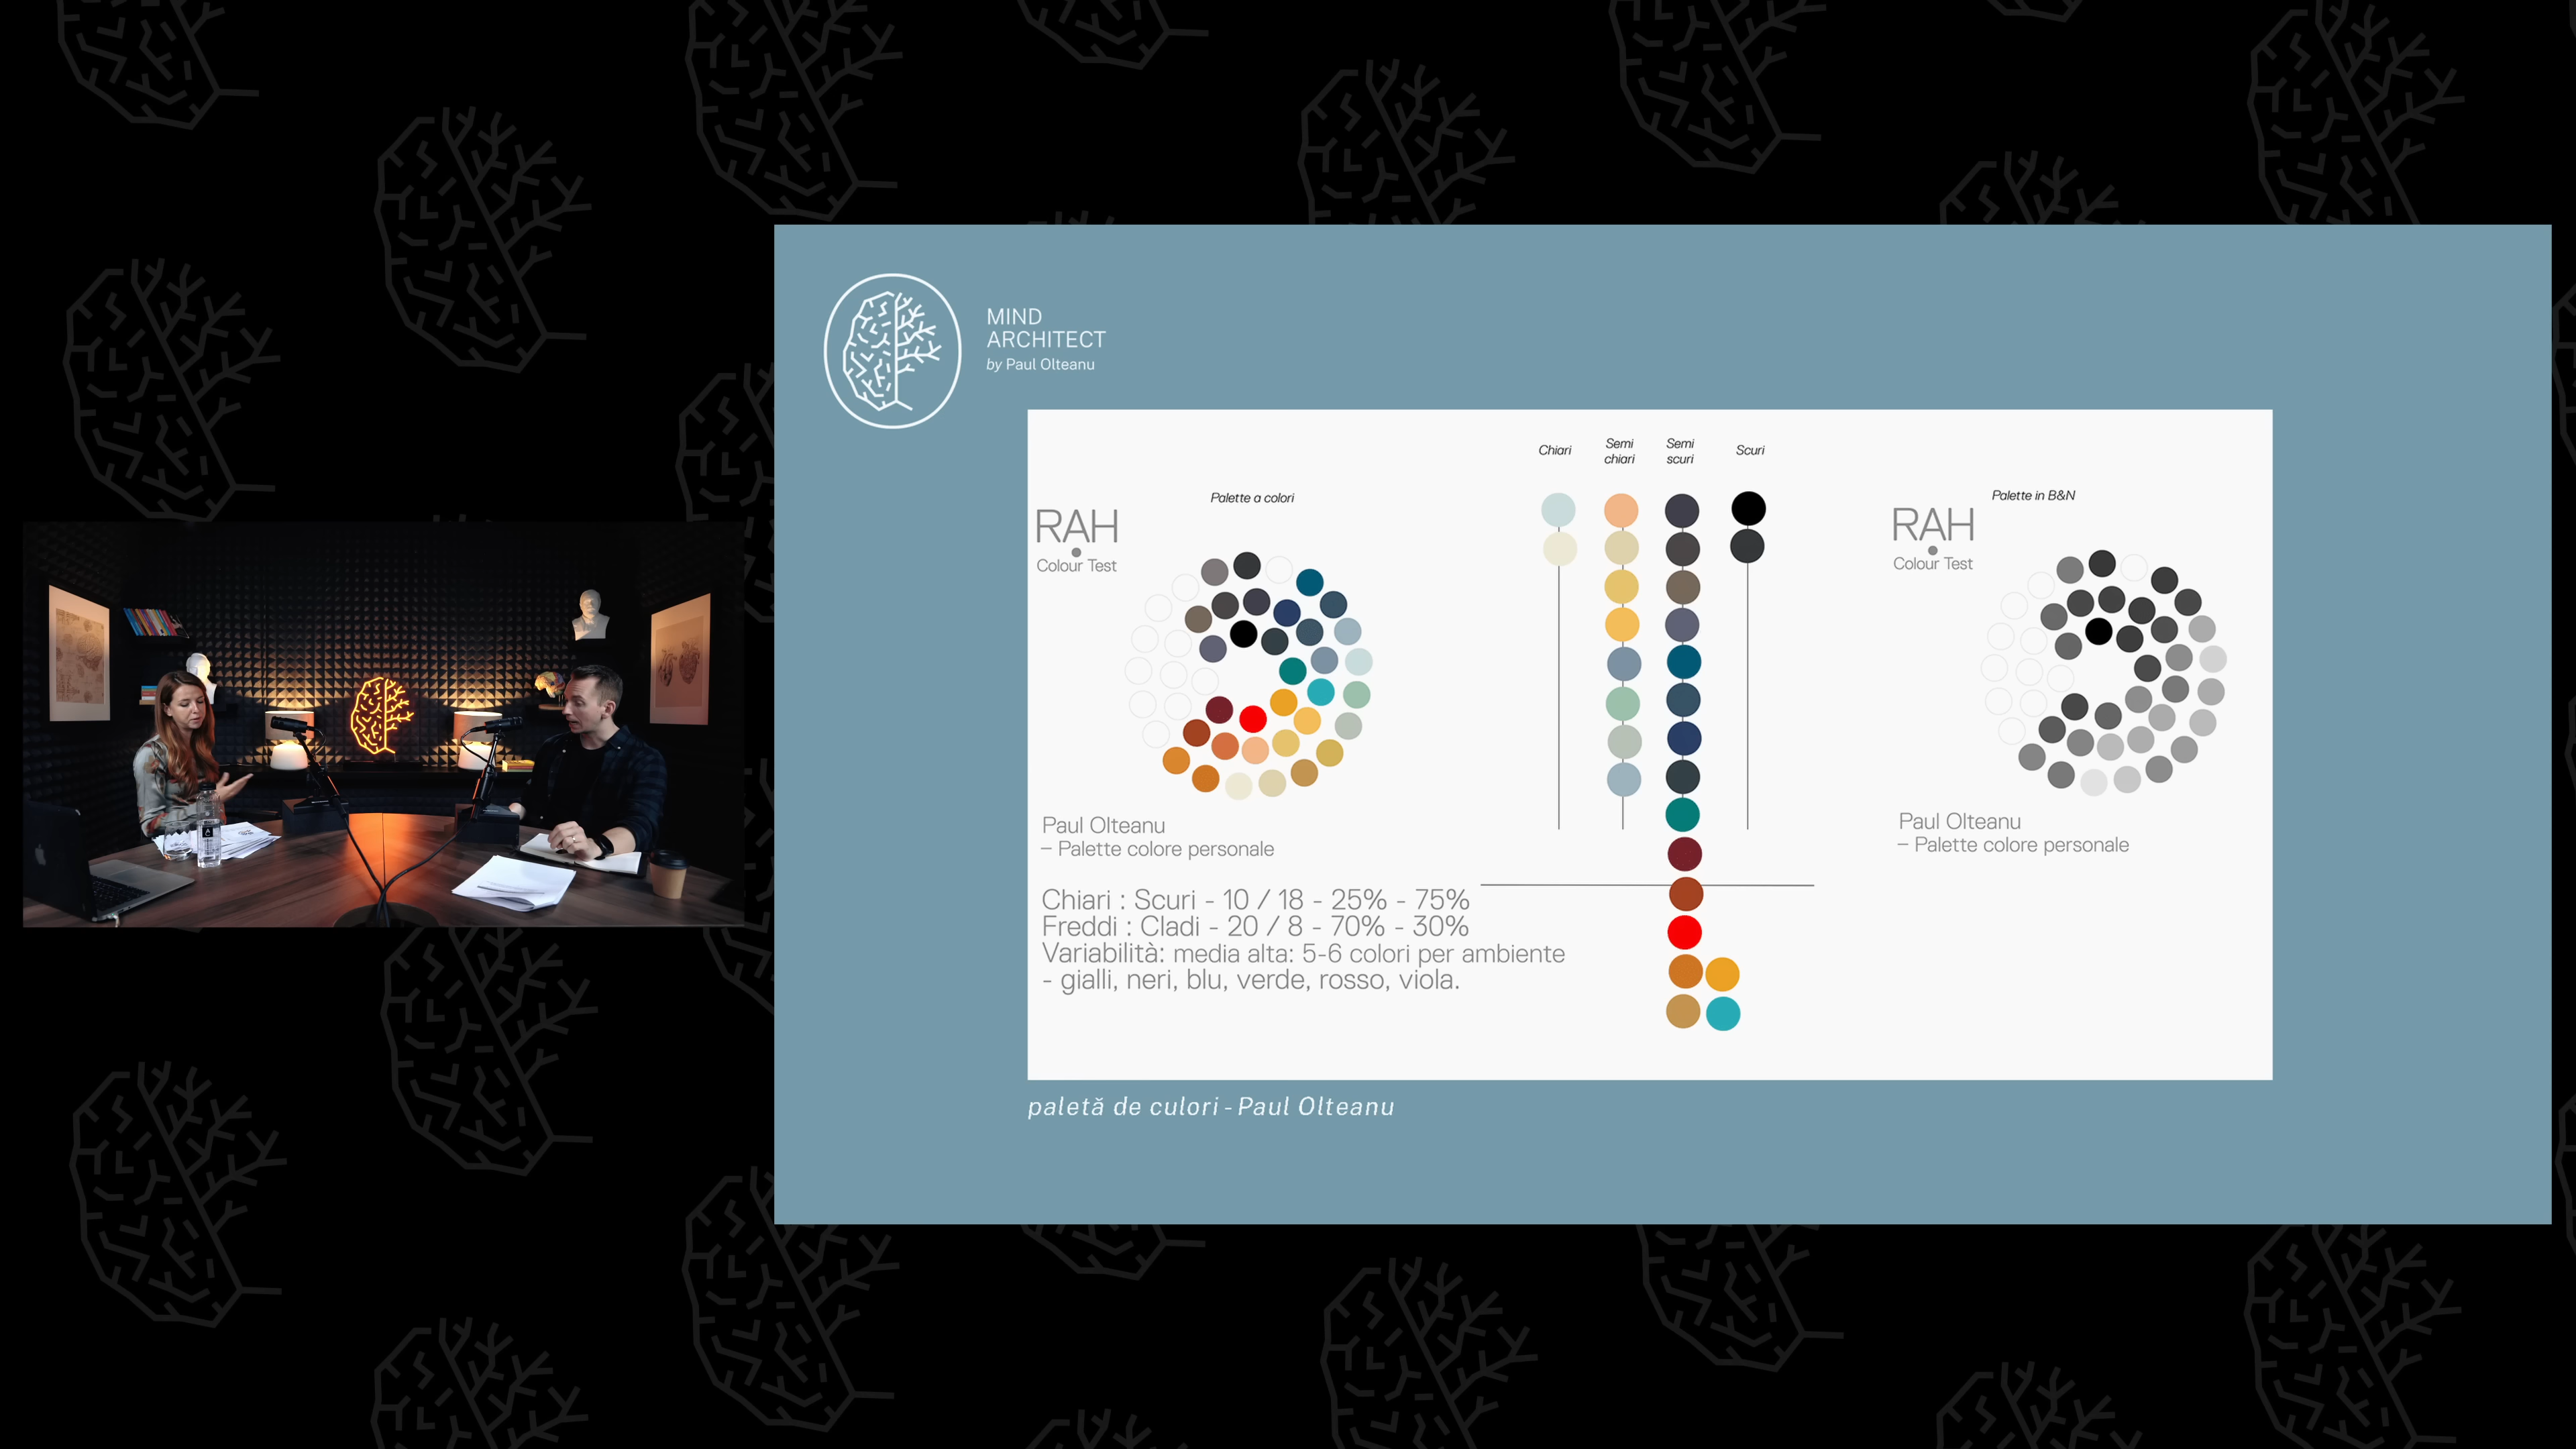 MIND
ARCHITECT
by Paul Olteanu
Chiari
Semi
chiari
Semi
scuri
Scuri
Palette a colori
RAH
Colour Test
Palette in B&N
RAH
Colour Test
Paul Olteanu
– Palette colore personale
Paul Olteanu
– Palette colore personale
Chiari : Scuri - 10 / 18 - 25% - 75%
Freddi : Cladi - 20 / 8 - 70% - 30%
Variabilità: media alta: 5-6 colori per ambiente
- gialli, neri, blu, verde, rosso, viola.
paletă de culori - Paul Olteanu